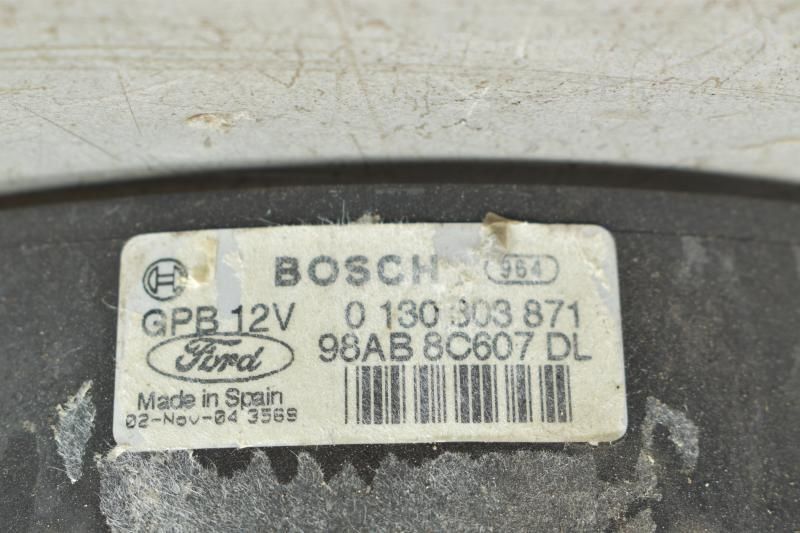 BOSCH 964
GPB 12V 0 130 303 871
Ford 98AB 8C607 DL
Made in Spain
02-Nov-04 3569